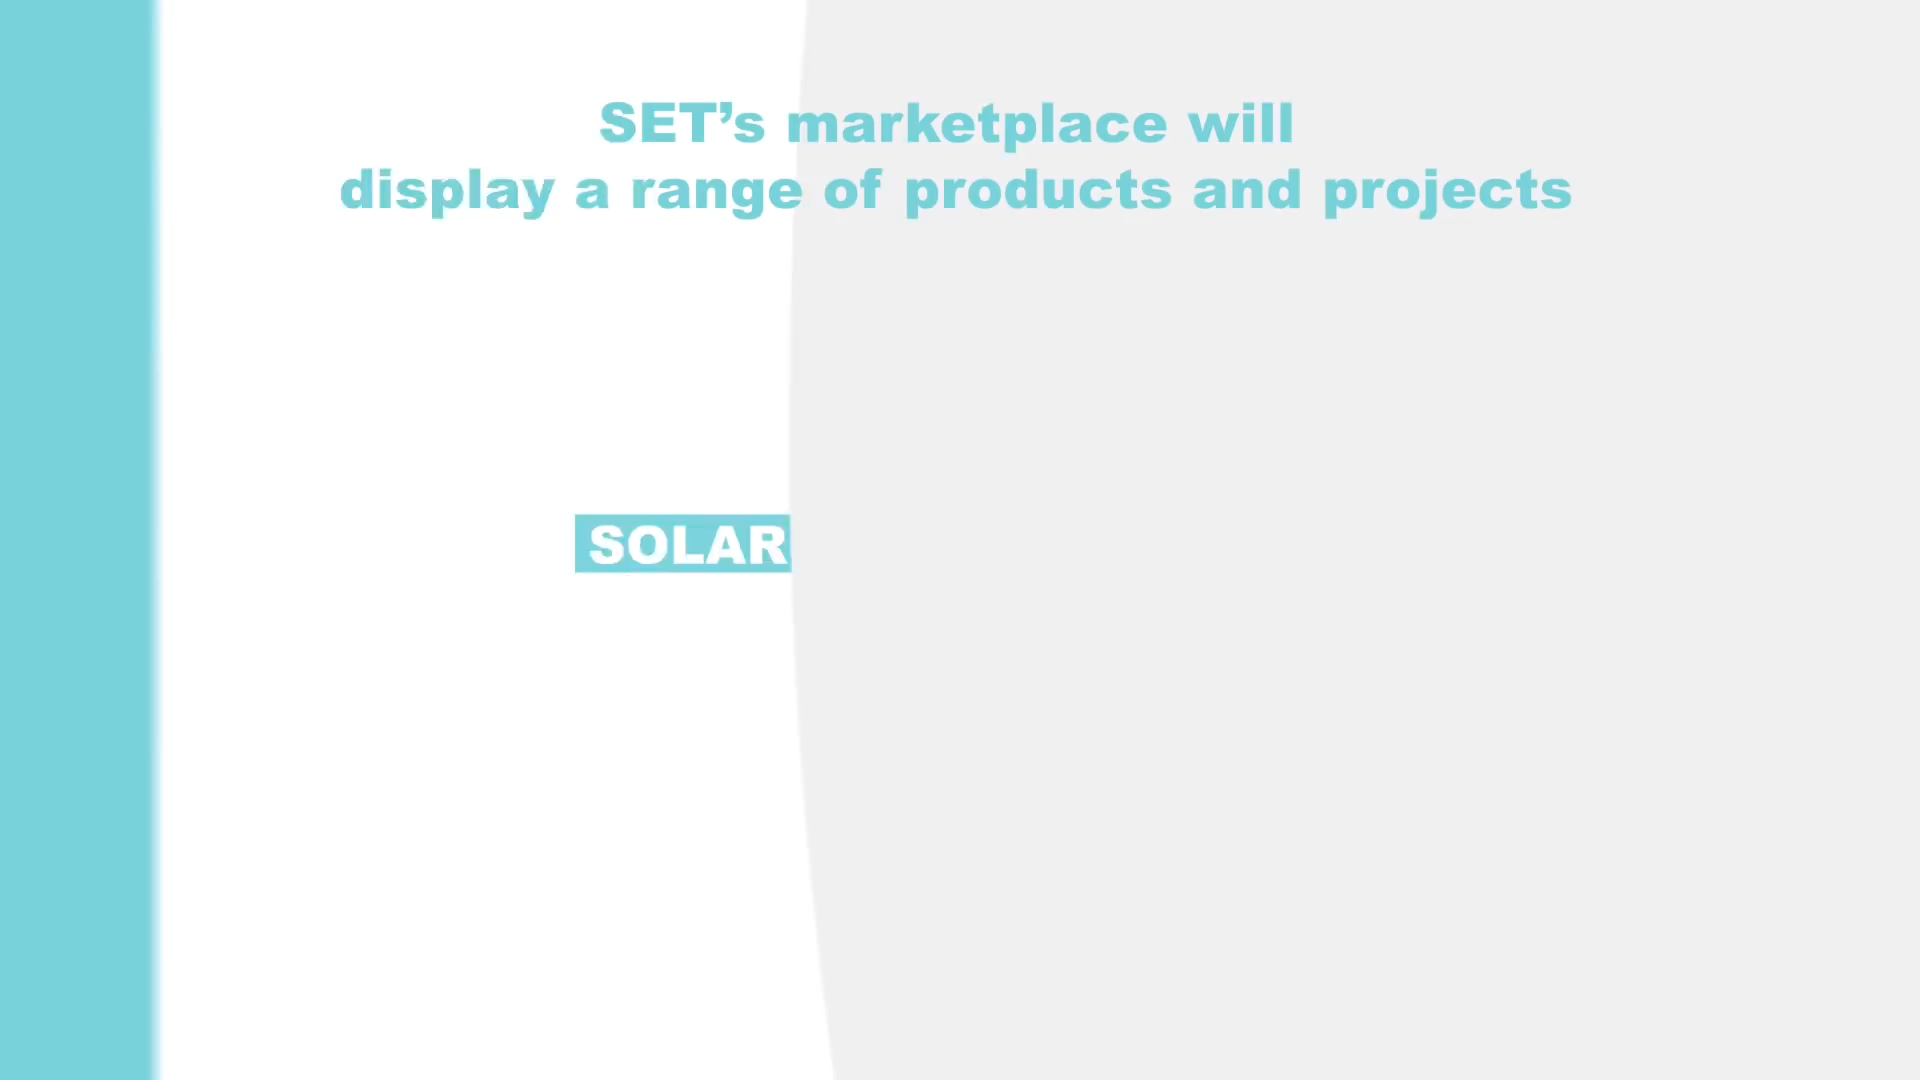 SET’s marketplace will
display a range of products and projects
SOLAR